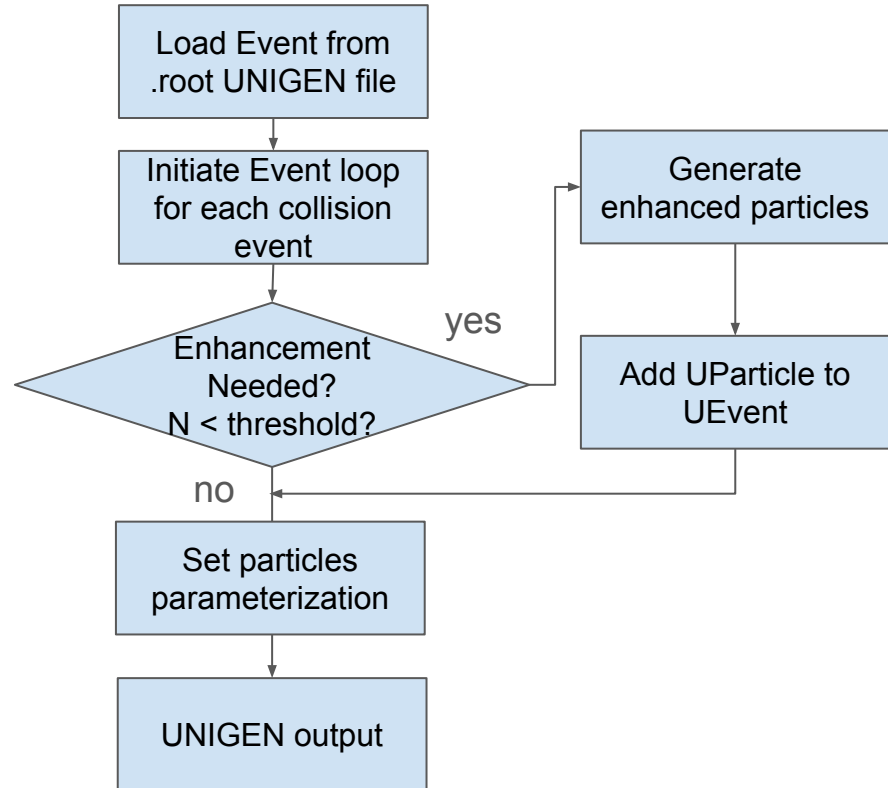 Load Event from
.root UNIGEN file
Initiate Event loop
for each collision
event
Enhancement
Needed?
N < threshold?
yes
Generate
enhanced particles
Add UParticle to
UEvent
no
Set particles
parameterization
UNIGEN output